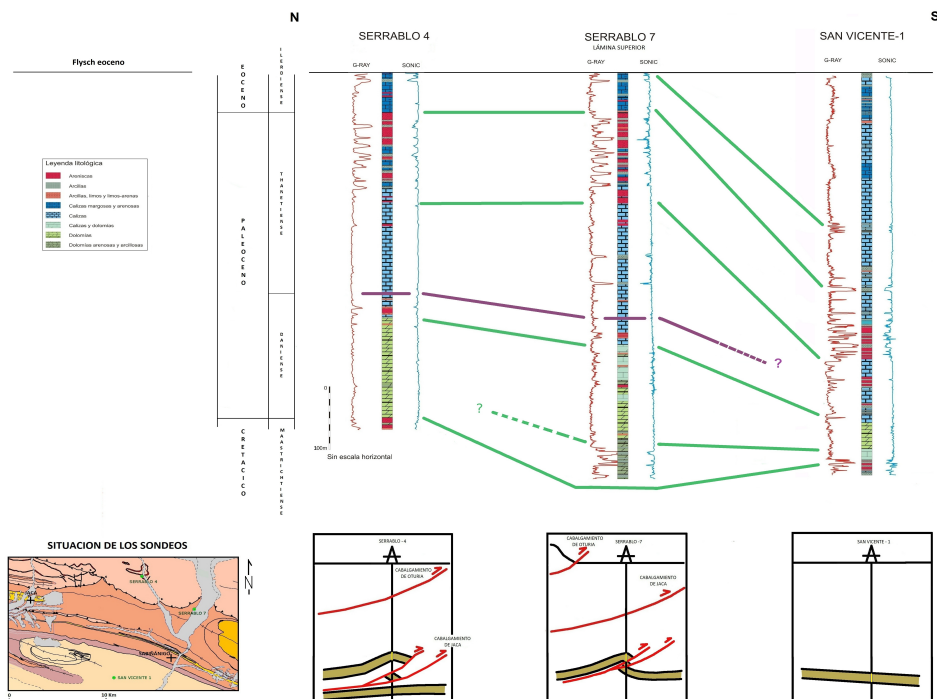 N
S
SERRABLO 4
SERRABLO 7
LÁMINA SUPERIOR
SAN VICENTE-1
G-RAY
SONIC
G-RAY
SONIC
G-RAY
SONIC
Flysch eoceno
EOCENO
ILERDIENSE
PALEOCENO
THANETIENSE
DANIENSE
CRETACICO
MAASTRICHTIENSE
Leyenda litológica
Areniscas
Arcillas
Arcillas, limos y limos-arenas
Calizas margosas y arenosas
Calizas
Calizas y dolomías
Dolomías
Dolomías arenosas y arcillosas
?
?
0
100m
Sin escala horizontal
SITUACION DE LOS SONDEOS
N
SERRABLO 4
JACA
SERRABLO 7
SABIÑÁNIGO
SAN VICENTE 1
0
10 Km
SERRABLO -4
CABALGAMIENTO
DE OTURIA
CABALGAMIENTO
DE JACA
SERRABLO -7
CABALGAMIENTO
DE OTURIA
CABALGAMIENTO
DE JACA
SAN VICENTE - 1